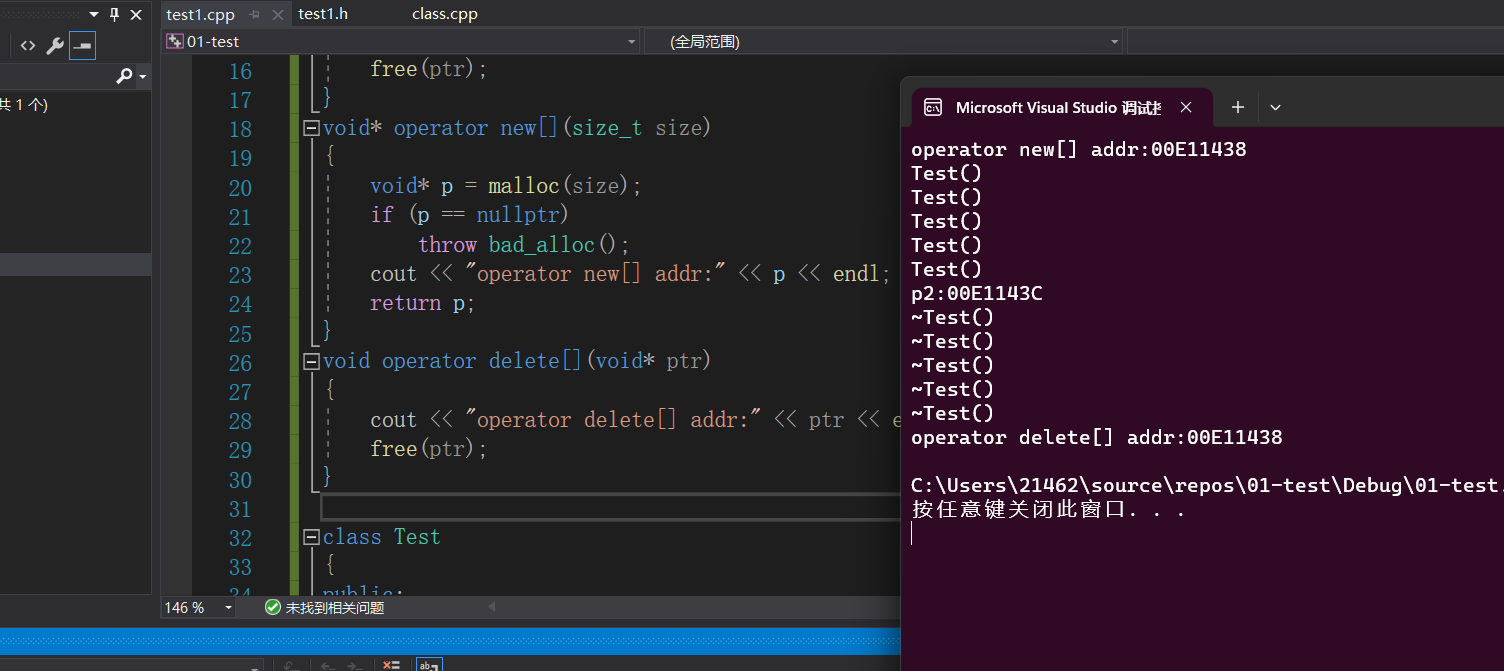 test1.cpp test1.h class.cpp
01-test (全局范围)
共 1 个)
16 free(ptr);
17 }
18 void* operator new[](size_t size)
19 {
20 void* p = malloc(size);
21 if (p == nullptr)
22 throw bad_alloc();
23 cout << "operator new[] addr:" << p << endl;
24 return p;
25 }
26 void operator delete[](void* ptr)
27 {
28 cout << "operator delete[] addr:" << ptr <<
29 free(ptr);
30 }
31
32 class Test
33 {
34 public:
146 % 未找到相关问题
Microsoft Visual Studio 调试
operator new[] addr:00E11438
Test()
Test()
Test()
Test()
Test()
p2:00E1143C
~Test()
~Test()
~Test()
~Test()
~Test()
operator delete[] addr:00E11438
C:\Users\21462\source\repos\01-test\Debug\01-test.
按任意键关闭此窗口. . .